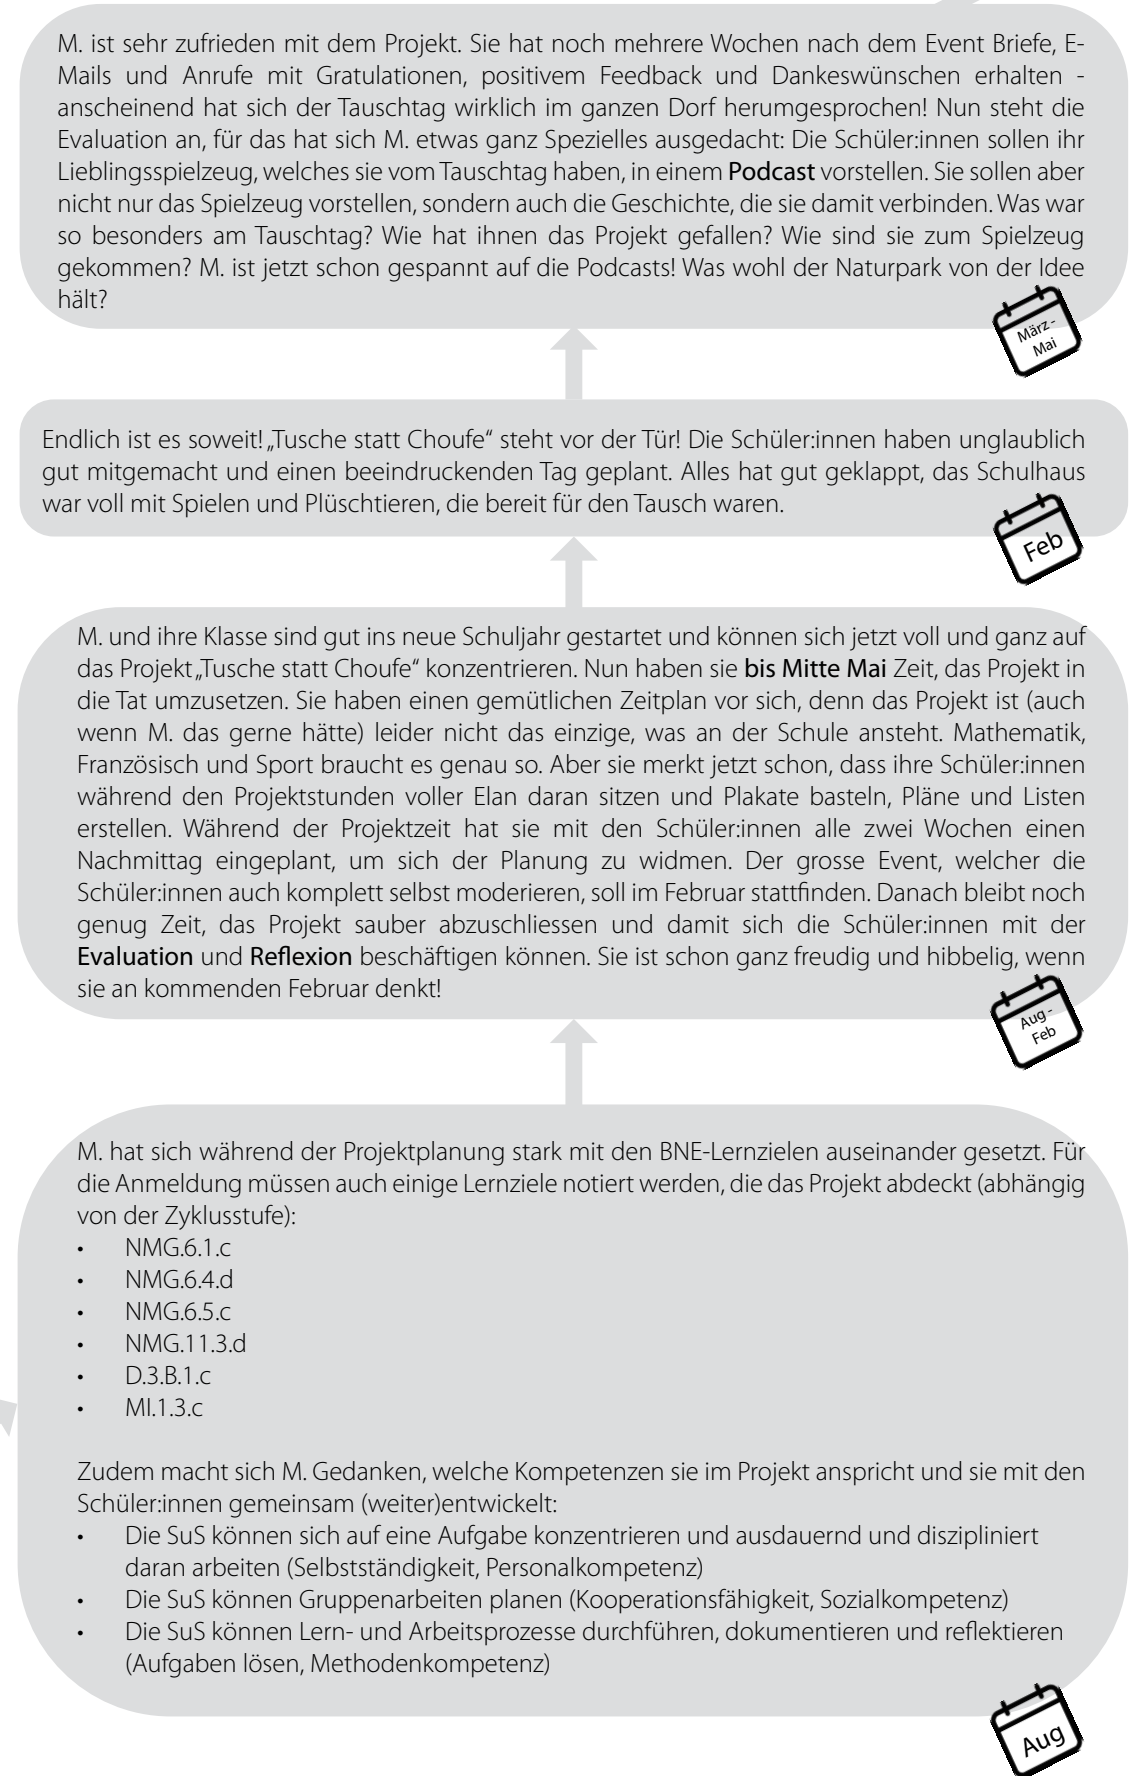 M. ist sehr zufrieden mit dem Projekt. Sie hat noch mehrere Wochen nach dem Event Briefe, E-
Mails und Anrufe mit Gratulationen, positivem Feedback und Dankeswünschen erhalten -
anscheinend hat sich der Tauschtag wirklich im ganzen Dorf herumgesprochen! Nun steht die
Evaluation an, für das hat sich M. etwas ganz Spezielles ausgedacht: Die Schüler:innen sollen ihr
Lieblingsspielzeug, welches sie vom Tauschtag haben, in einem Podcast vorstellen. Sie sollen aber
nicht nur das Spielzeug vorstellen, sondern auch die Geschichte, die sie damit verbinden. Was war
so besonders am Tauschtag? Wie hat ihnen das Projekt gefallen? Wie sind sie zum Spielzeug
gekommen? M. ist jetzt schon gespannt auf die Podcasts! Was wohl der Naturpark von der Idee
hält?
März -
Mai
Endlich ist es soweit! „Tusche statt Choufe“ steht vor der Tür! Die Schüler:innen haben unglaublich
gut mitgemacht und einen beeindruckenden Tag geplant. Alles hat gut geklappt, das Schulhaus
war voll mit Spielen und Plüschtieren, die bereit für den Tausch waren.
Feb
M. und ihre Klasse sind gut ins neue Schuljahr gestartet und können sich jetzt voll und ganz auf
das Projekt „Tusche statt Choufe“ konzentrieren. Nun haben sie bis Mitte Mai Zeit, das Projekt in
die Tat umzusetzen. Sie haben einen gemütlichen Zeitplan vor sich, denn das Projekt ist (auch
wenn M. das gerne hätte) leider nicht das einzige, was an der Schule ansteht. Mathematik,
Französisch und Sport braucht es genau so. Aber sie merkt jetzt schon, dass ihre Schüler:innen
während den Projektstunden voller Elan daran sitzen und Plakate basteln, Pläne und Listen
erstellen. Während der Projektzeit hat sie mit den Schüler:innen alle zwei Wochen einen
Nachmittag eingeplant, um sich der Planung zu widmen. Der grosse Event, welcher die
Schüler:innen auch komplett selbst moderieren, soll im Februar stattfinden. Danach bleibt noch
genug Zeit, das Projekt sauber abzuschliessen und damit sich die Schüler:innen mit der
Evaluation und Reflexion beschäftigen können. Sie ist schon ganz freudig und hibbelig, wenn
sie an kommenden Februar denkt!
Aug -
Feb
M. hat sich während der Projektplanung stark mit den BNE-Lernzielen auseinander gesetzt. Für
die Anmeldung müssen auch einige Lernziele notiert werden, die das Projekt abdeckt (abhängig
von der Zyklusstufe):
• NMG.6.1.c
• NMG.6.4.d
• NMG.6.5.c
• NMG.11.3.d
• D.3.B.1.c
• MI.1.3.c
Zudem macht sich M. Gedanken, welche Kompetenzen sie im Projekt anspricht und sie mit den
Schüler:innen gemeinsam (weiter)entwickelt:
• Die SuS können sich auf eine Aufgabe konzentrieren und ausdauernd und diszipliniert
daran arbeiten (Selbstständigkeit, Personalkompetenz)
• Die SuS können Gruppenarbeiten planen (Kooperationsfähigkeit, Sozialkompetenz)
• Die SuS können Lern- und Arbeitsprozesse durchführen, dokumentieren und reflektieren
(Aufgaben lösen, Methodenkompetenz)
Aug